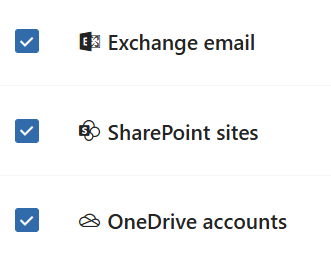 Exchange email
SharePoint sites
OneDrive accounts